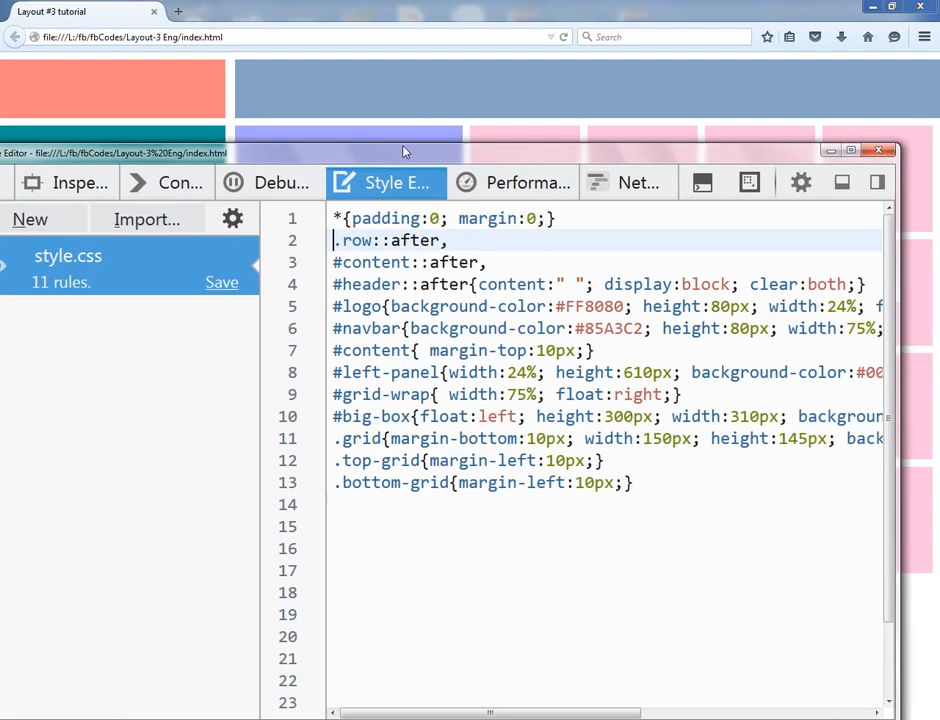 Layout #3 tutorial
file:///L:/fb/fbCodes/Layout-3 Eng/index.html
Search
e Editor - file:///L:/fb/fbCodes/Layout-3%20Eng/index.html
Inspe...
Con...
Debu...
Style E...
Performa...
Net...
New
Import...
style.css
11 rules.
Save
1 *{padding:0; margin:0;}
2 .row::after,
3 #content::after,
4 #header::after{content:" "; display:block; clear:both;}
5 #logo{background-color:#FF8080; height:80px; width:24%; f
6 #navbar{background-color:#85A3C2; height:80px; width:75%;
7 #content{ margin-top:10px;}
8 #left-panel{width:24%; height:610px; background-color:#00
9 #grid-wrap{ width:75%; float:right;}
10 #big-box{float:left; height:300px; width:310px; backgroun
11 .grid{margin-bottom:10px; width:150px; height:145px; back
12 .top-grid{margin-left:10px;}
13 .bottom-grid{margin-left:10px;}
14
15
16
17
18
19
20
21
22
23